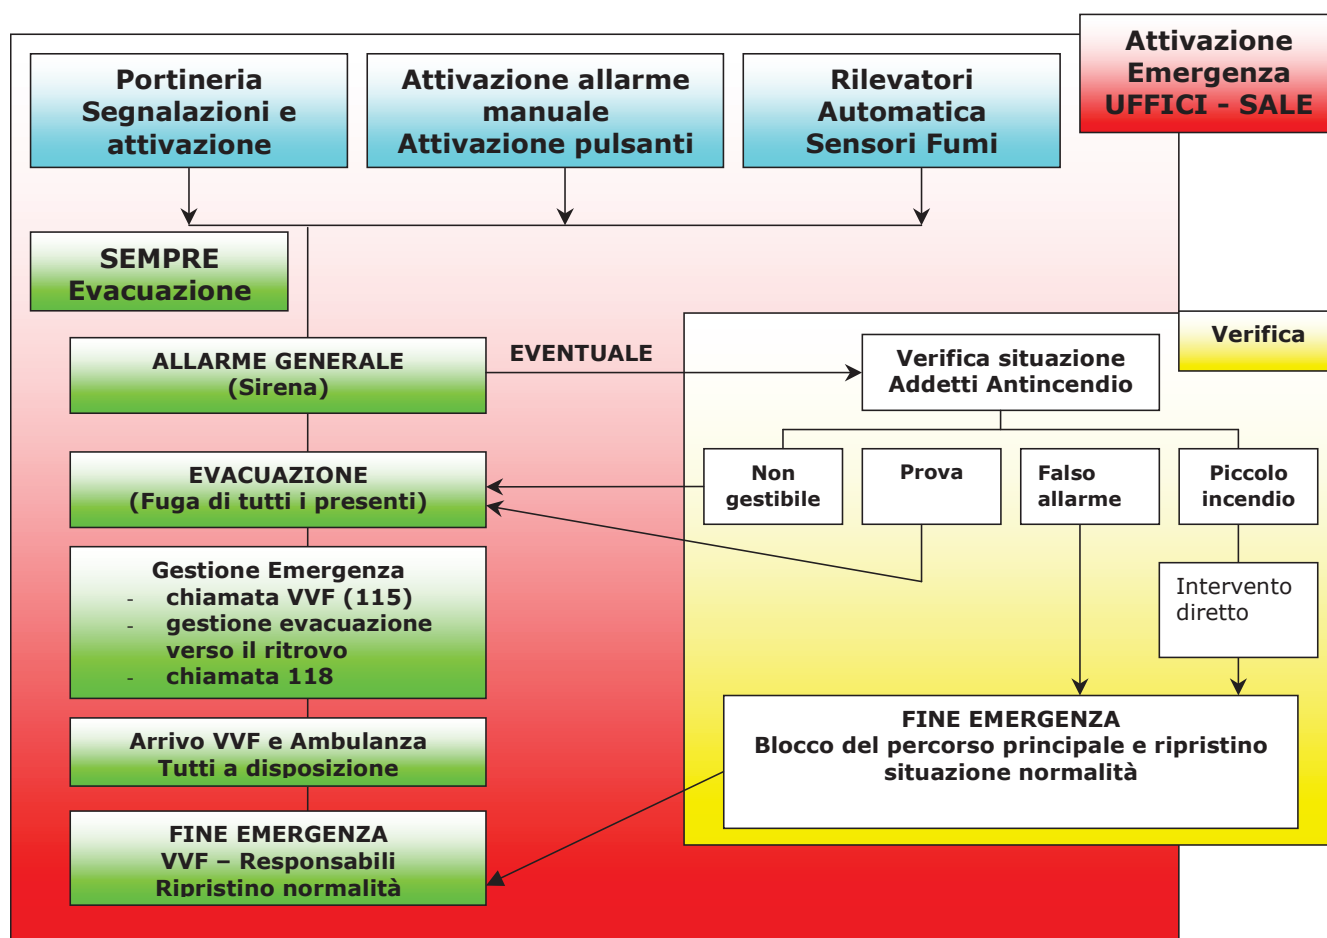 Attivazione
Emergenza
UFFICI - SALE
Portineria
Segnalazioni e
attivazione
Attivazione allarme
manuale
Attivazione pulsanti
Rilevatori
Automatica
Sensori Fumi
SEMPRE
Evacuazione
ALLARME GENERALE
(Sirena)
EVENTUALE
Verifica
Verifica situazione
Addetti Antincendio
EVACUAZIONE
(Fuga di tutti i presenti)
Non
gestibile
Prova
Falso
allarme
Piccolo
incendio
Gestione Emergenza
- chiamata VVF (115)
- gestione evacuazione
verso il ritrovo
- chiamata 118
Intervento
diretto
Arrivo VVF e Ambulanza
Tutti a disposizione
FINE EMERGENZA
Blocco del percorso principale e ripristino
situazione normalità
FINE EMERGENZA
VVF – Responsabili
Ripristino normalità